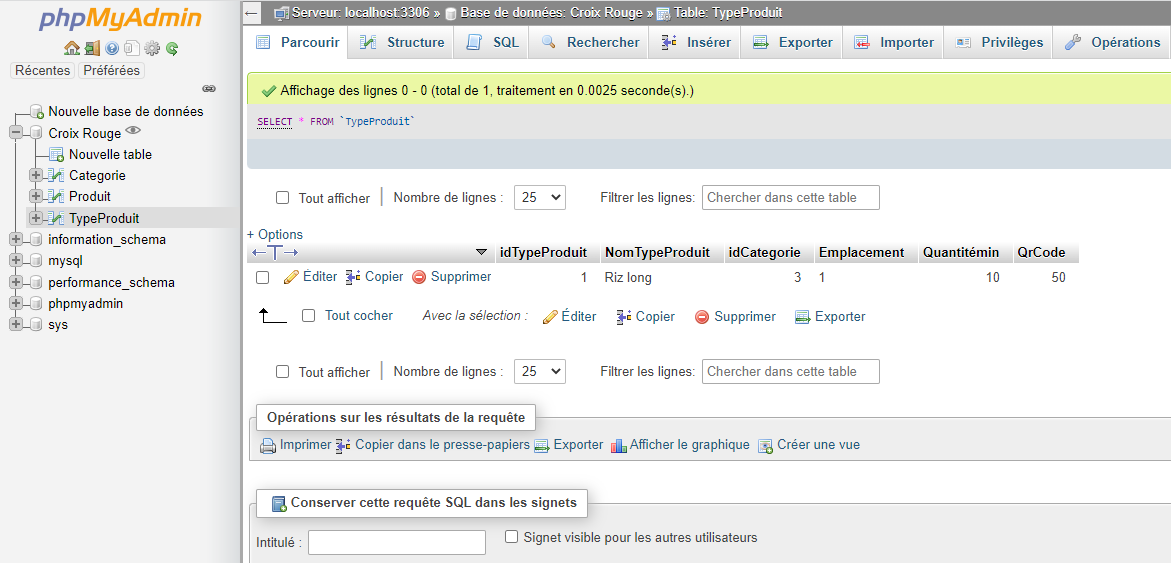 phpMyAdmin
Récentes Préférées
Nouvelle base de données
Croix Rouge
Nouvelle table
Categorie
Produit
TypeProduit
information_schema
mysql
performance_schema
phpmyadmin
sys
Serveur: localhost:3306 » Base de données: Croix Rouge » Table: TypeProduit
Parcourir Structure SQL Rechercher Insérer Exporter Importer Privilèges Opérations
Affichage des lignes 0 - 0 (total de 1, traitement en 0.0025 seconde(s).)
SELECT * FROM `TypeProduit`
Tout afficher | Nombre de lignes : 25 Filtrer les lignes: Chercher dans cette table
+ Options
idTypeProduit NomTypeProduit idCategorie Emplacement Quantitémin QrCode
Éditer Copier Supprimer 1 Riz long 3 1 10 50
Tout cocher Avec la sélection : Éditer Copier Supprimer Exporter
Tout afficher | Nombre de lignes : 25 Filtrer les lignes: Chercher dans cette table
Opérations sur les résultats de la requête
Imprimer Copier dans le presse-papiers Exporter Afficher le graphique Créer une vue
Conserver cette requête SQL dans les signets
Intitulé : Signet visible pour les autres utilisateurs